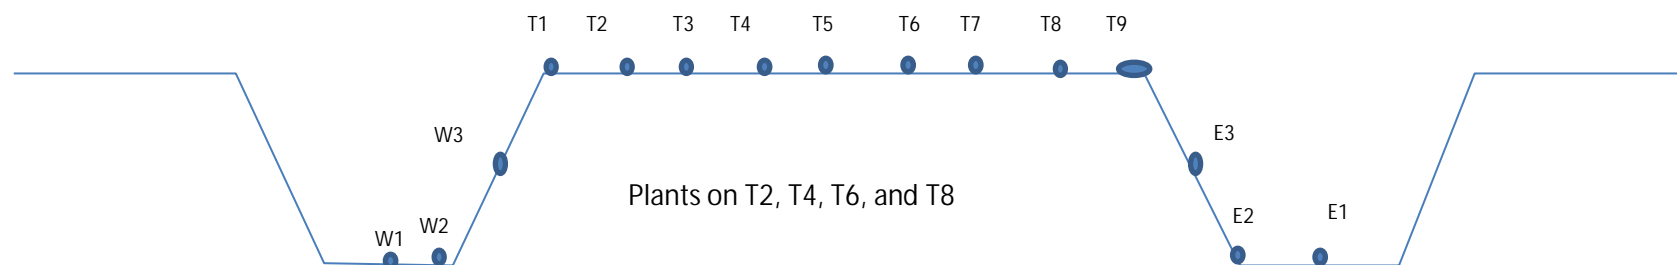 T1 T2 T3 T4 T5 T6 T7 T8 T9
W3 E3
Plants on T2, T4, T6, and T8
W2 E2 E1
W1